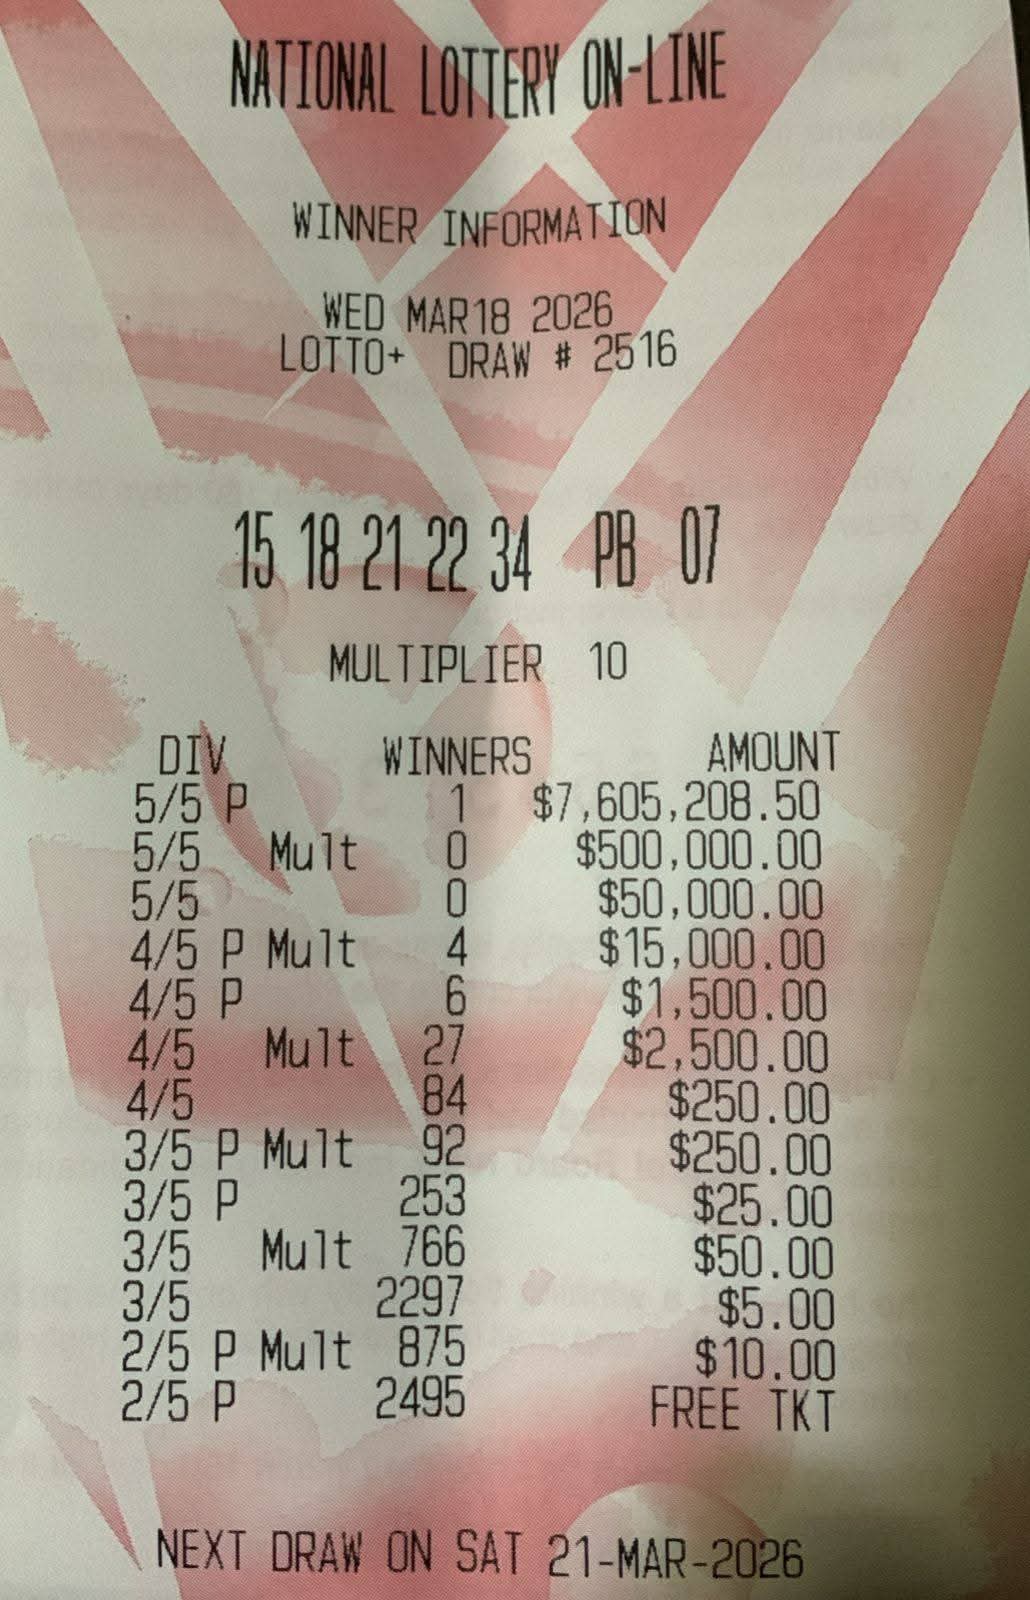 NATIONAL LOTTERY ON-LINE
WINNER INFORMATION
WED MAR18 2026
LOTTO+ DRAW # 2516
15 18 21 22 34 PB 07
MULTIPLIER 10
DIV WINNERS AMOUNT
5/5 P 1 $7,605,208.50
5/5 Mult 0 $500,000.00
5/5 0 $50,000.00
4/5 P Mult 4 $15,000.00
4/5 P 6 $1,500.00
4/5 Mult 27 $2,500.00
4/5 84 $250.00
3/5 P Mult 92 $250.00
3/5 P 253 $25.00
3/5 Mult 766 $50.00
3/5 2297 $5.00
2/5 P Mult 875 $10.00
2/5 P 2495 FREE TKT
NEXT DRAW ON SAT 21-MAR-2026